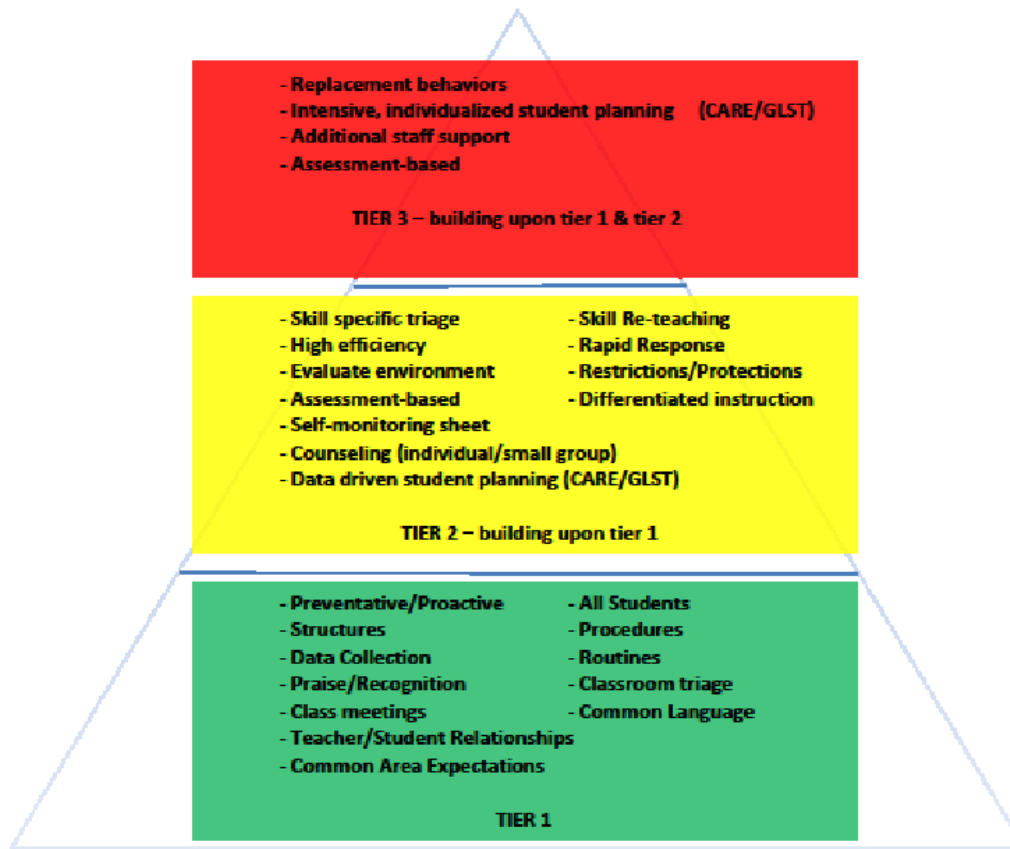 - Replacement behaviors
- Intensive, individualized student planning (CARE/GLST)
- Additional staff support
- Assessment-based
TIER 3 – building upon tier 1 & tier 2
- Skill specific triage - Skill Re-teaching
- High efficiency - Rapid Response
- Evaluate environment - Restrictions/Protections
- Assessment-based - Differentiated instruction
- Self-monitoring sheet
- Counseling (individual/small group)
- Data driven student planning (CARE/GLST)
TIER 2 – building upon tier 1
- Preventative/Proactive - All Students
- Structures - Procedures
- Data Collection - Routines
- Praise/Recognition - Classroom triage
- Class meetings - Common Language
- Teacher/Student Relationships
- Common Area Expectations
TIER 1